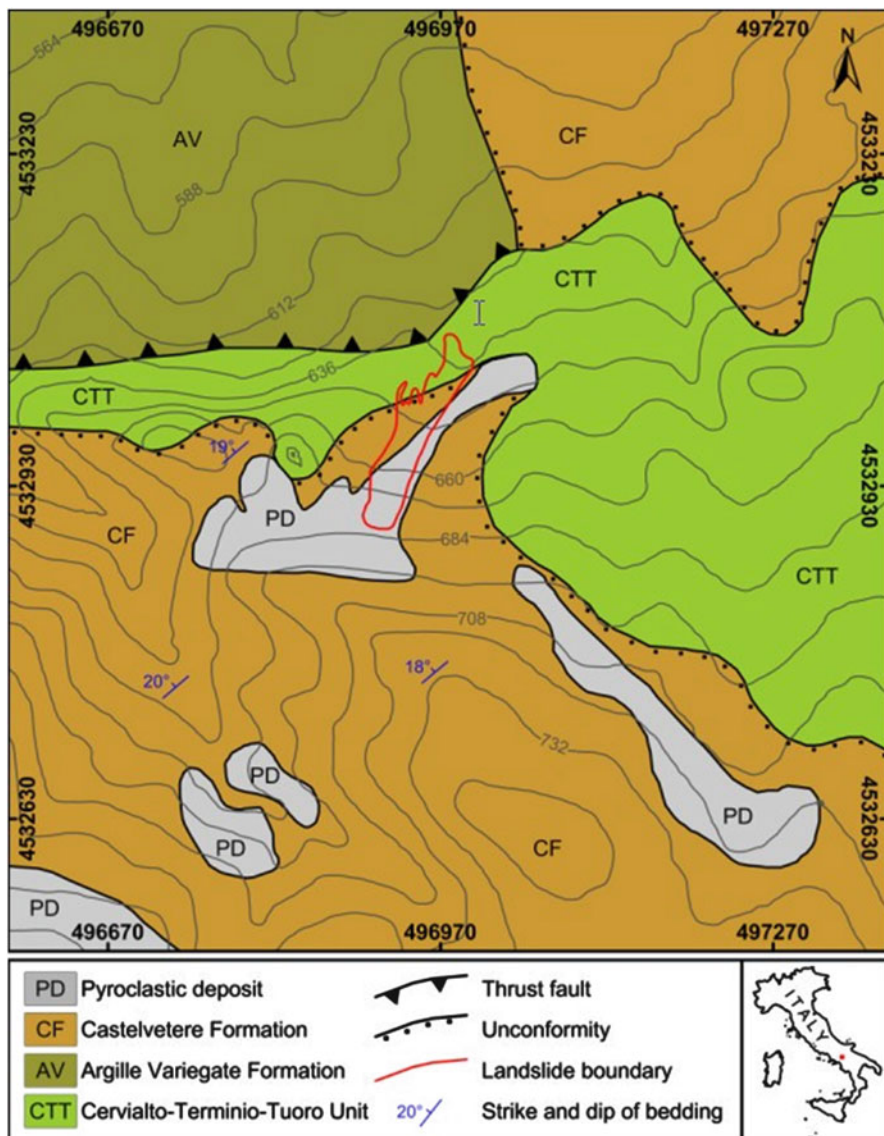 496670 496970 497270
N
564
AV
CF
4533230 4533230
588
CTT
612
636
CTT
19°
4532930 4532930
660
PD
CF
684
CTT
708
20°
18°
732
PD
4532630 4532630
PD
PD
CF
PD
496670 496970 497270
PD Pyroclastic deposit
CF Castelvetere Formation
AV Argille Variegate Formation
CTT Cervialto-Terminio-Tuoro Unit
Thrust fault
Unconformity
Landslide boundary
20° Strike and dip of bedding
ITALY